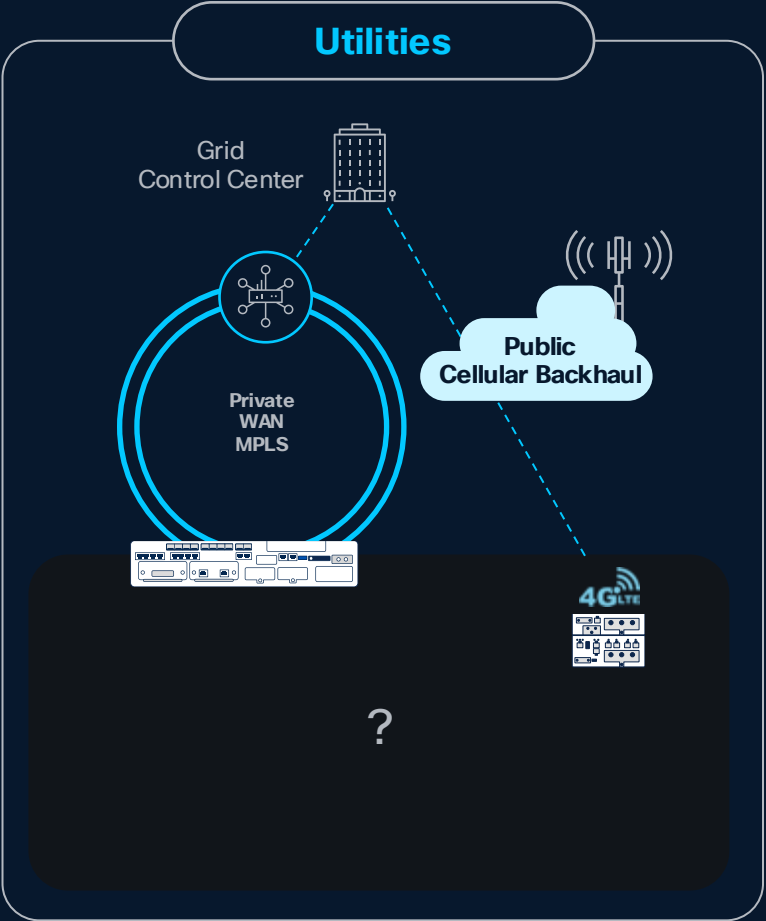 Utilities
Grid
Control Center
Public
Cellular Backhaul
Private
WAN
MPLS
4G LTE
?